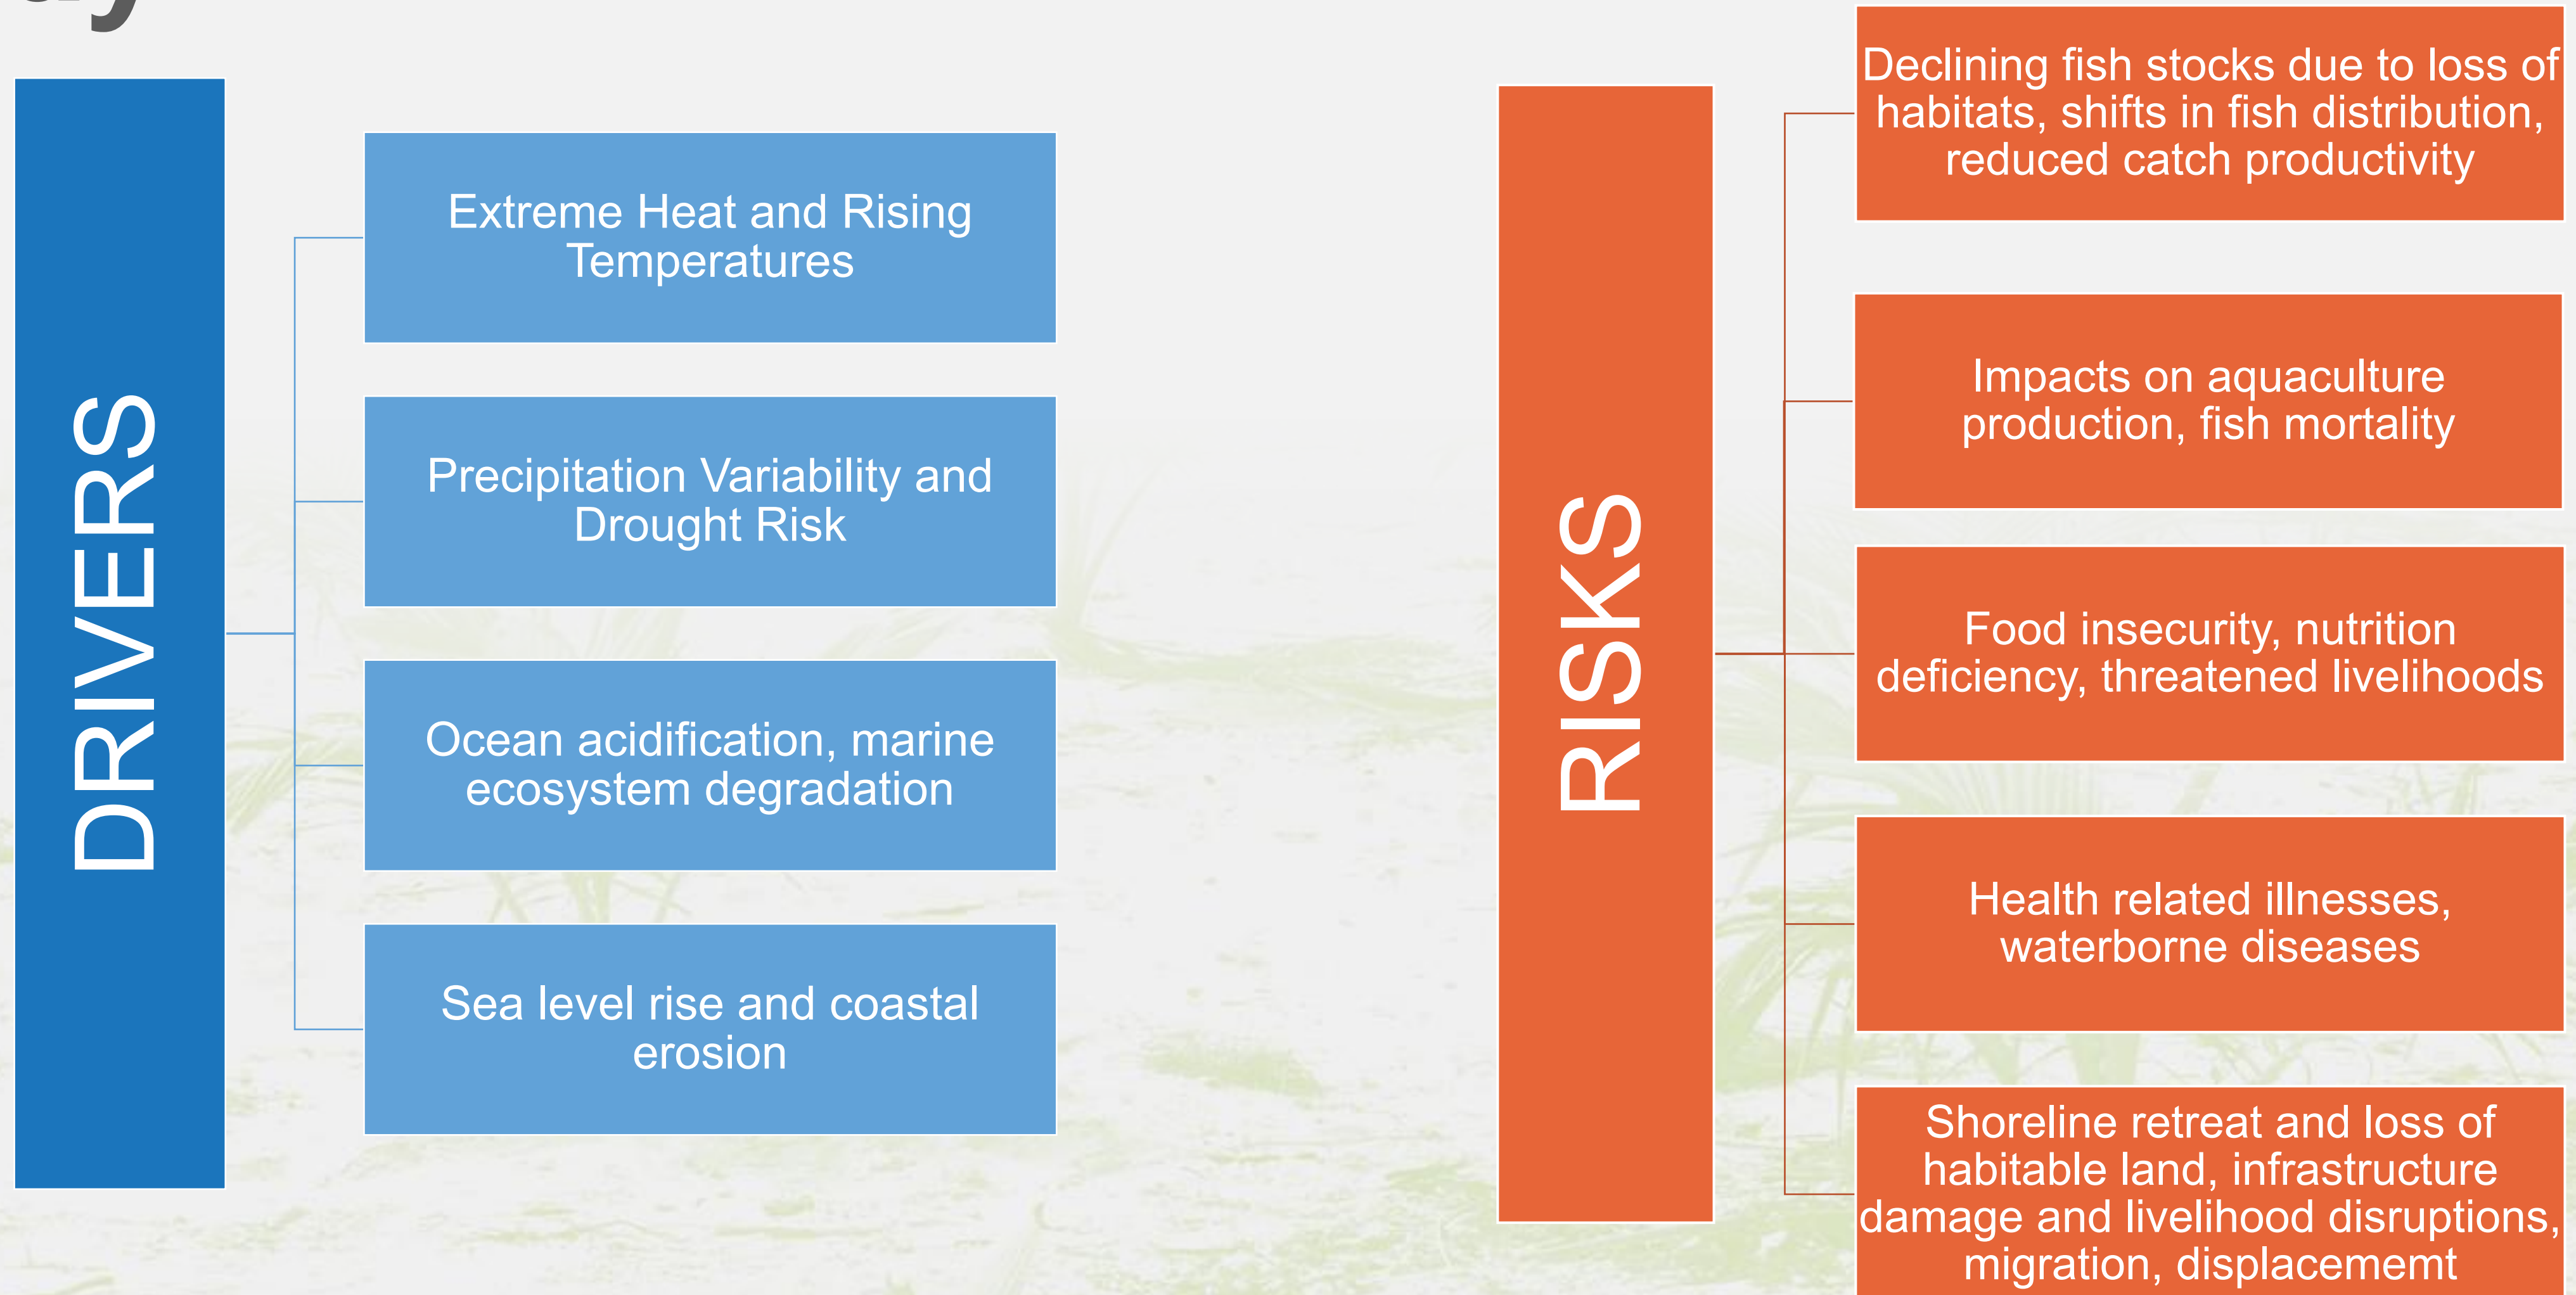 DRIVERS
Extreme Heat and Rising
Temperatures
Precipitation Variability and
Drought Risk
Ocean acidification, marine
ecosystem degradation
Sea level rise and coastal
erosion
RISKS
Declining fish stocks due to loss of
habitats, shifts in fish distribution,
reduced catch productivity
Impacts on aquaculture
production, fish mortality
Food insecurity, nutrition
deficiency, threatened livelihoods
Health related illnesses,
waterborne diseases
Shoreline retreat and loss of
habitable land, infrastructure
damage and livelihood disruptions,
migration, displacememt